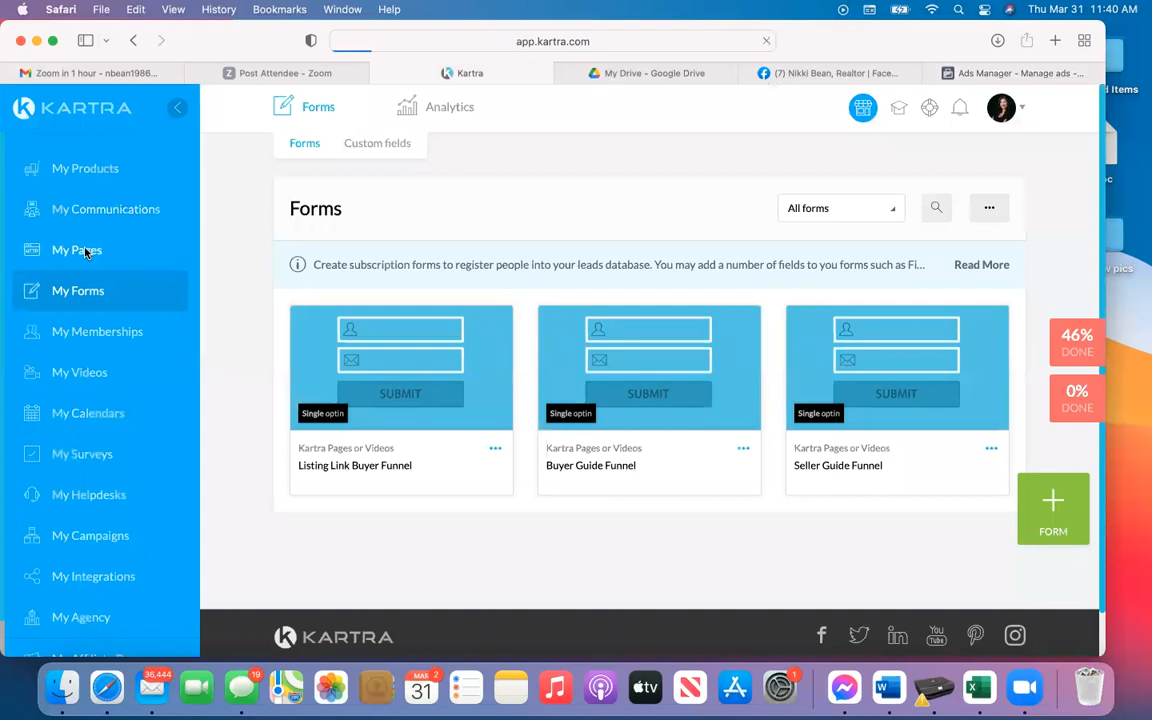 Safari File Edit View History Bookmarks Window Help Thu Mar 31 11:40 AM
app.kartra.com
Zoom in 1 hour - nbean1986... Post Attendee - Zoom Kartra My Drive - Google Drive (7) Nikki Bean, Realtor | Face... Ads Manager - Manage ads -...
d Items
KARTRA
Forms Analytics
Forms Custom fields
My Products
My Communications
My Pages
My Forms
My Memberships
My Videos
My Calendars
My Surveys
My Helpdesks
My Campaigns
My Integrations
My Agency
Forms
All forms
Create subscription forms to register people into your leads database. You may add a number of fields to you forms such as Fi...
Read More
SUBMIT SUBMIT SUBMIT
Single optin Single optin Single optin
Kartra Pages or Videos Kartra Pages or Videos Kartra Pages or Videos
Listing Link Buyer Funnel Buyer Guide Funnel Seller Guide Funnel
46%
DONE
0%
DONE
FORM
KARTRA
oc
w pics
36,444
19
MAR 2
31
tv
1